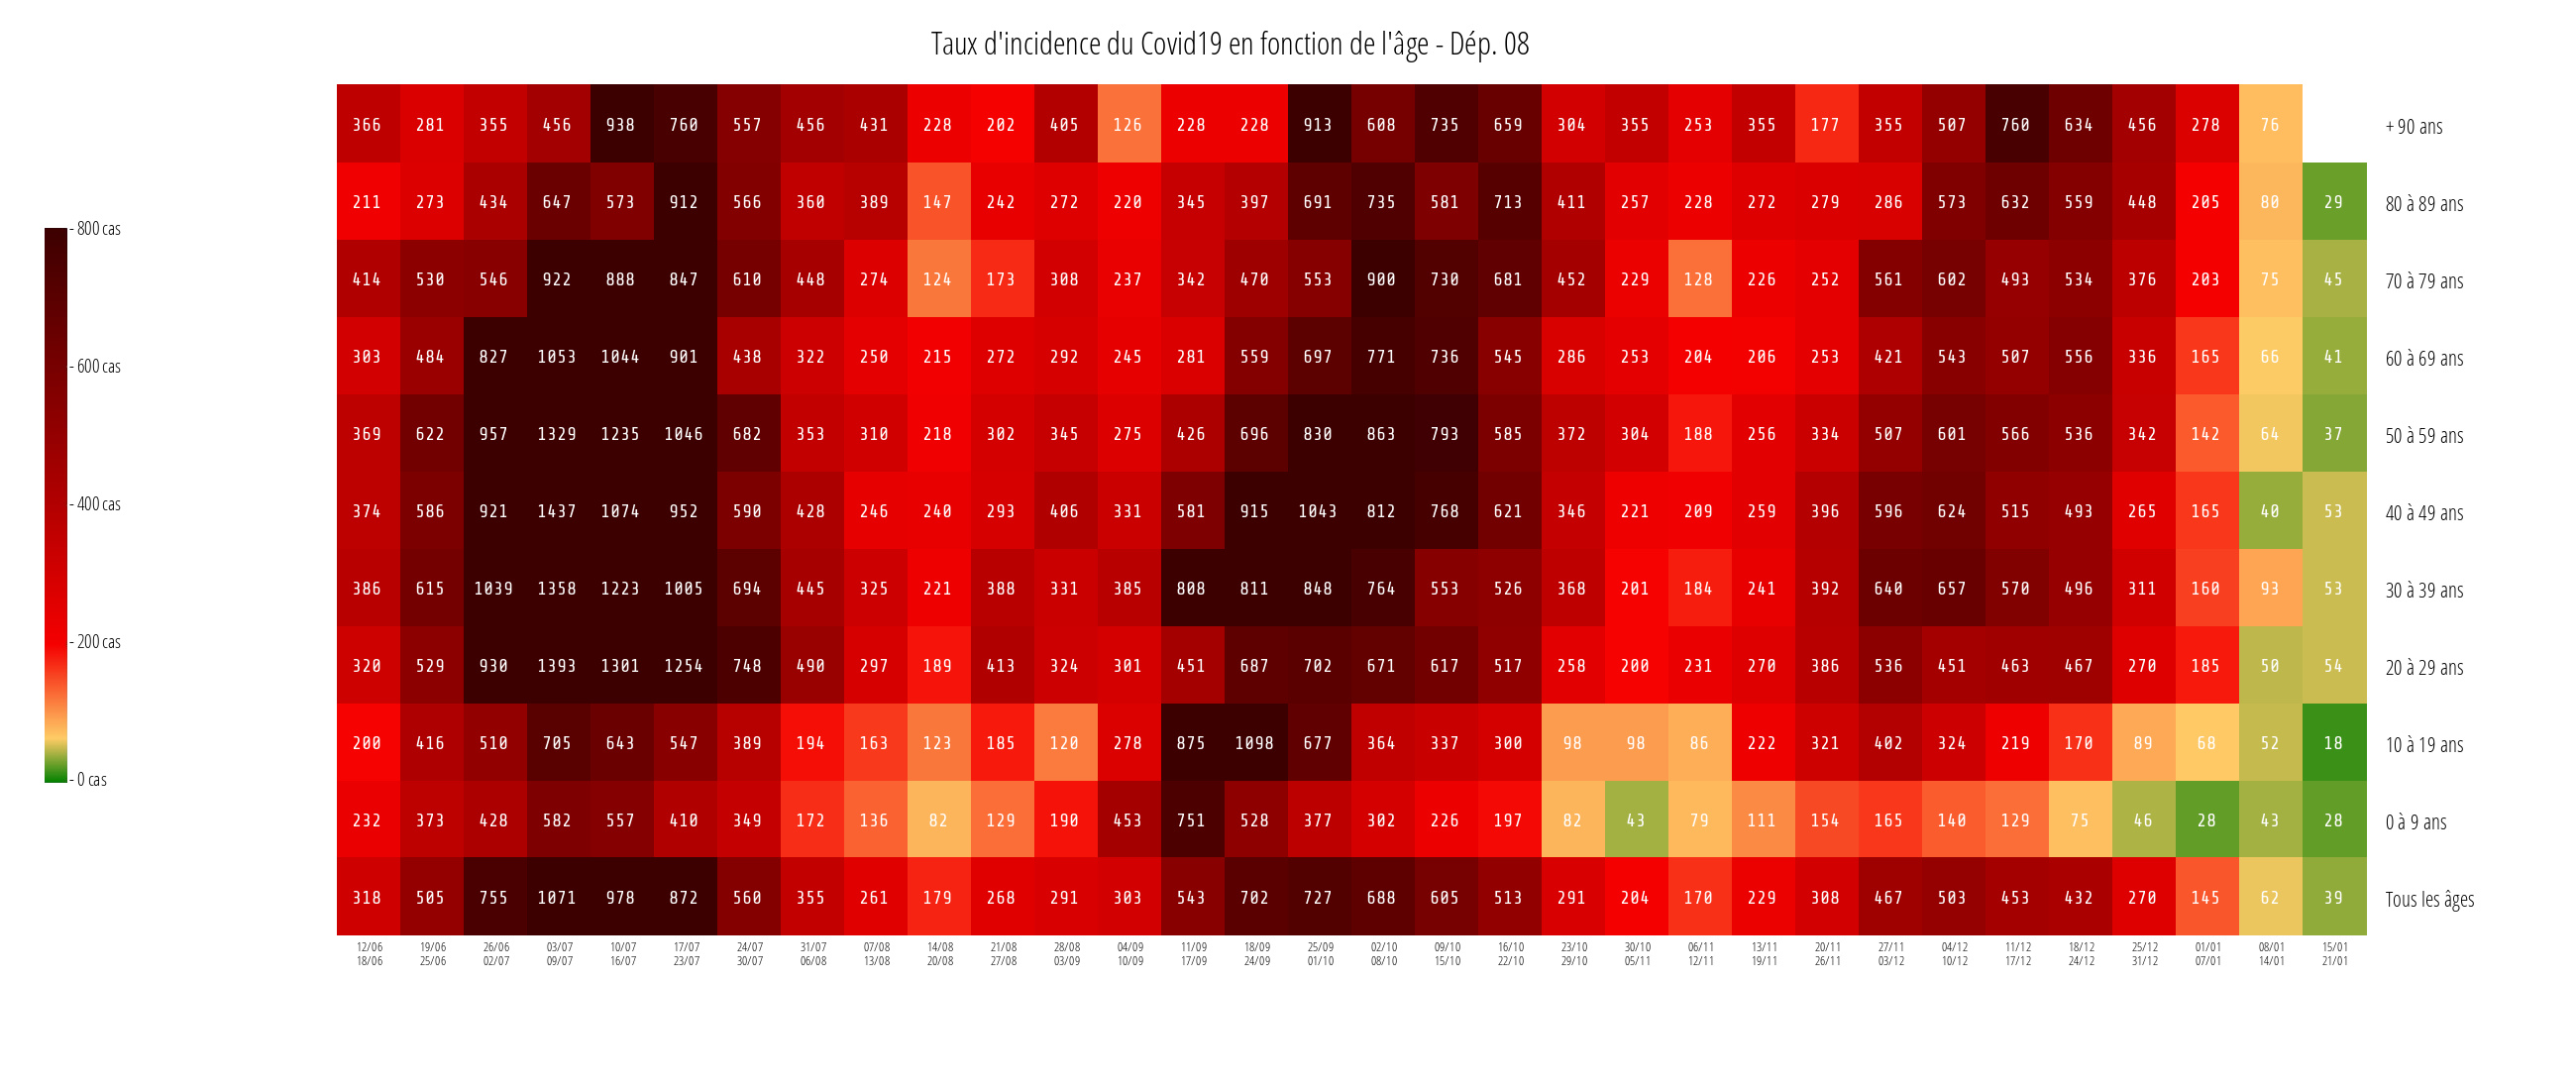 Taux d'incidence du Covid19 en fonction de l'âge - Dép. 08
- 800 cas
- 600 cas
- 400 cas
- 200 cas
- 0 cas
366 281 355 456 938 760 557 456 431 228 202 405 126 228 228 913 608 735 659 304 355 253 355 177 355 507 760 634 456 278 76 + 90 ans
211 273 434 647 573 912 566 360 389 147 242 272 220 345 397 691 735 581 713 411 257 228 272 279 286 573 632 559 448 205 80 29 80 à 89 ans
414 530 546 922 888 847 610 448 274 124 173 308 237 342 470 553 900 730 681 452 229 128 226 252 561 602 493 534 376 203 75 45 70 à 79 ans
303 484 827 1053 1044 901 438 322 250 215 272 292 245 281 559 697 771 736 545 286 253 204 206 253 421 543 507 556 336 165 66 41 60 à 69 ans
369 622 957 1329 1235 1046 682 353 310 218 302 345 275 426 696 830 863 793 585 372 304 188 256 334 507 601 566 536 342 142 64 37 50 à 59 ans
374 586 921 1437 1074 952 590 428 246 240 293 406 331 581 915 1043 812 768 621 346 221 209 259 396 596 624 515 493 265 165 40 53 40 à 49 ans
386 615 1039 1358 1223 1005 694 445 325 221 388 331 385 808 811 848 764 553 526 368 201 184 241 392 640 657 570 496 311 160 93 53 30 à 39 ans
320 529 930 1393 1301 1254 748 490 297 189 413 324 301 451 687 702 671 617 517 258 200 231 270 386 536 451 463 467 270 185 50 54 20 à 29 ans
200 416 510 705 643 547 389 194 163 123 185 120 278 875 1098 677 364 337 300 98 98 86 222 321 402 324 219 170 89 68 52 18 10 à 19 ans
232 373 428 582 557 410 349 172 136 82 129 190 453 751 528 377 302 226 197 82 43 79 111 154 165 140 129 75 46 28 43 28 0 à 9 ans
318 505 755 1071 978 872 560 355 261 179 268 291 303 543 702 727 688 605 513 291 204 170 229 308 467 503 453 432 270 145 62 39 Tous les âges
12/06 19/06 26/06 03/07 10/07 17/07 24/07 31/07 07/08 14/08 21/08 28/08 04/09 11/09 18/09 25/09 02/10 09/10 16/10 23/10 30/10 06/11 13/11 20/11 27/11 04/12 11/12 18/12 25/12 01/01 08/01 15/01
18/06 25/06 02/07 09/07 16/07 23/07 30/07 06/08 13/08 20/08 27/08 03/09 10/09 17/09 24/09 01/10 08/10 15/10 22/10 29/10 05/11 12/11 19/11 26/11 03/12 10/12 17/12 24/12 31/12 07/01 14/01 21/01